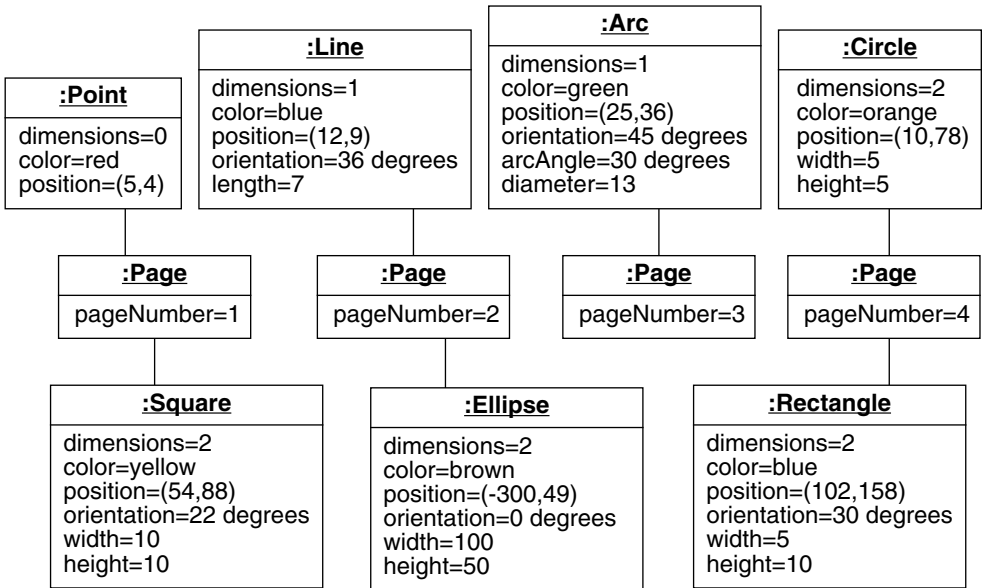 :Point
dimensions=0
color=red
position=(5,4)
:Line
dimensions=1
color=blue
position=(12,9)
orientation=36 degrees
length=7
:Arc
dimensions=1
color=green
position=(25,36)
orientation=45 degrees
arcAngle=30 degrees
diameter=13
:Circle
dimensions=2
color=orange
position=(10,78)
width=5
height=5
:Page
pageNumber=1
:Page
pageNumber=2
:Page
pageNumber=3
:Page
pageNumber=4
:Square
dimensions=2
color=yellow
position=(54,88)
orientation=22 degrees
width=10
height=10
:Ellipse
dimensions=2
color=brown
position=(-300,49)
orientation=0 degrees
width=100
height=50
:Rectangle
dimensions=2
color=blue
position=(102,158)
orientation=30 degrees
width=5
height=10